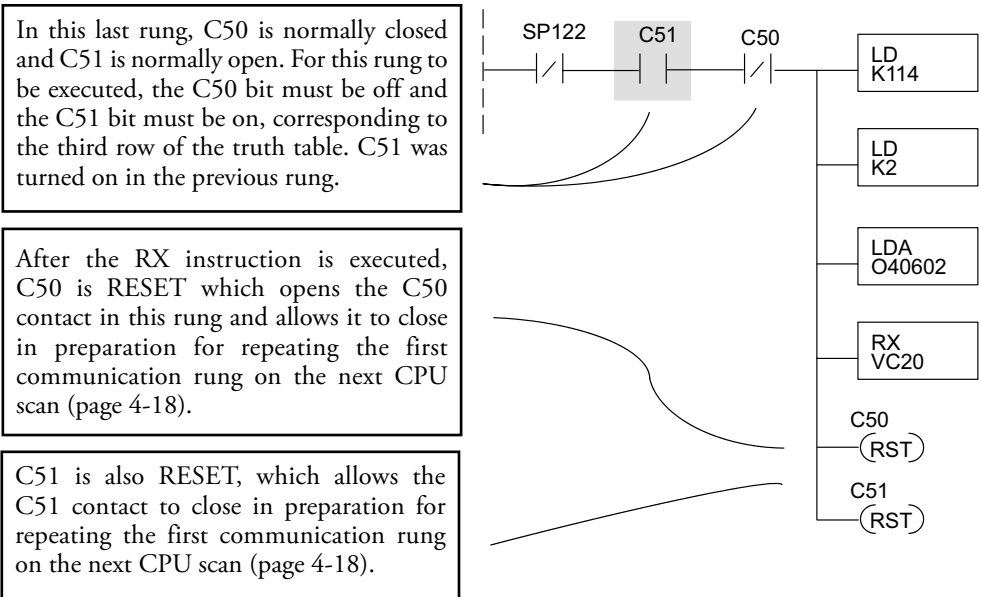 In this last rung, C50 is normally closed
and C51 is normally open. For this rung to
be executed, the C50 bit must be off and
the C51 bit must be on, corresponding to
the third row of the truth table. C51 was
turned on in the previous rung.
After the RX instruction is executed,
C50 is RESET which opens the C50
contact in this rung and allows it to close
in preparation for repeating the first
communication rung on the next CPU
scan (page 4-18).
C51 is also RESET, which allows the
C51 contact to close in preparation for
repeating the first communication rung
on the next CPU scan (page 4-18).
SP122
C51
C50
LD
K114
LD
K2
LDA
O40602
RX
VC20
C50
RST
C51
RST